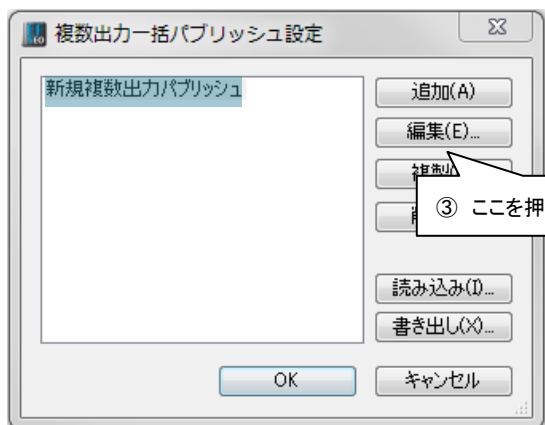 複数出力一括パブリッシュ設定
新規複数出力パブリッシュ
追加(A)
編集(E)...
③ ここを押
読み込み(I)...
書き出し(X)...
OK
キャンセル